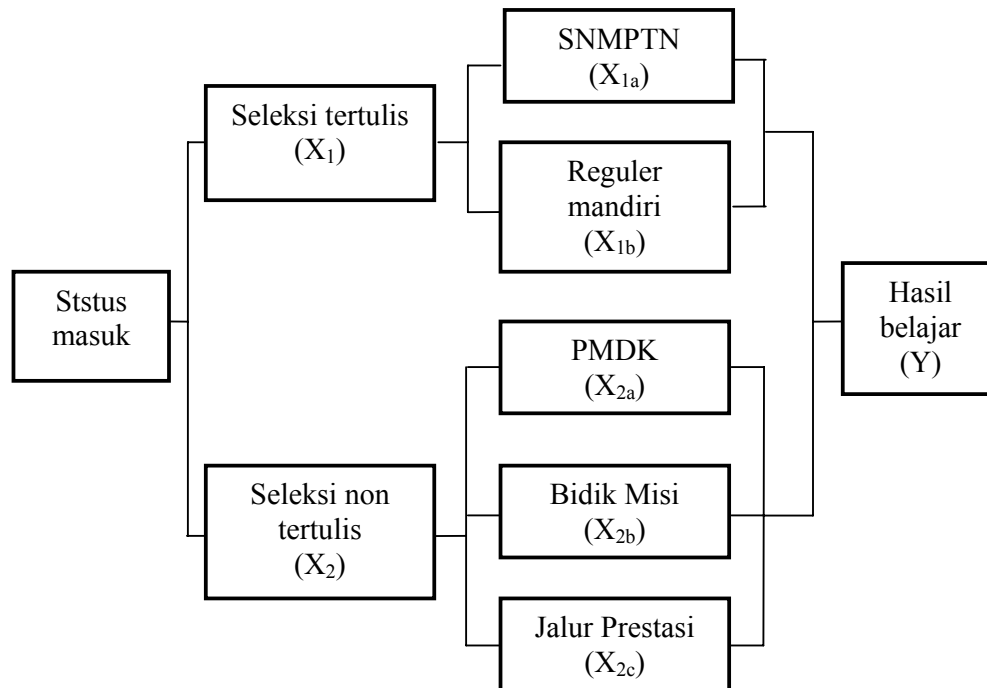 Ststus
masuk
Seleksi tertulis
(X₁)
Seleksi non
tertulis
(X₂)
SNMPTN
(X₁ₐ)
Reguler
mandiri
(X1b)
PMDK
(X₂ₐ)
Bidik Misi
(X2b)
Jalur Prestasi
(X2c)
Hasil
belajar
(Y)